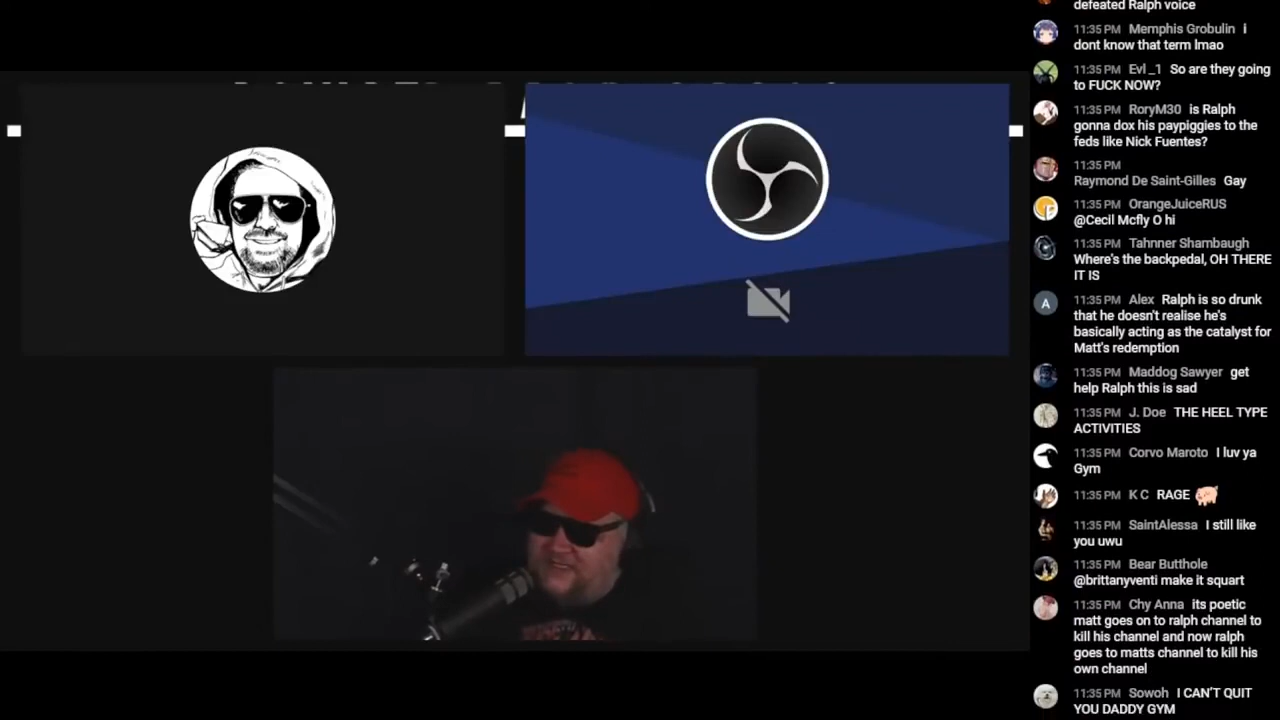 defeated Ralph voice
11:35 PM Memphis Grobulin i
dont know that term lmao
11:35 PM Evl _1 So are they going
to FUCK NOW?
11:35 PM RoryM30 is Ralph
gonna dox his paypiggies to the
feds like Nick Fuentes?
11:35 PM
Raymond De Saint-Gilles Gay
11:35 PM OrangeJuiceRUS
@Cecil Mcfly O hi
11:35 PM Tahnner Shambaugh
Where's the backpedal, OH THERE
IT IS
A 11:35 PM Alex Ralph is so drunk
that he doesn't realise he's
basically acting as the catalyst for
Matt's redemption
11:35 PM Maddog Sawyer get
help Ralph this is sad
11:35 PM J. Doe THE HEEL TYPE
ACTIVITIES
11:35 PM Corvo Maroto I luv ya
Gym
11:35 PM K C RAGE 🐷
11:35 PM SaintAlessa I still like
you uwu
11:35 PM Bear Butthole
@brittanyventi make it squart
11:35 PM Chy Anna its poetic
matt goes on to ralph channel to
kill his channel and now ralph
goes to matts channel to kill his
own channel
11:35 PM Sowoh I CAN'T QUIT
YOU DADDY GYM